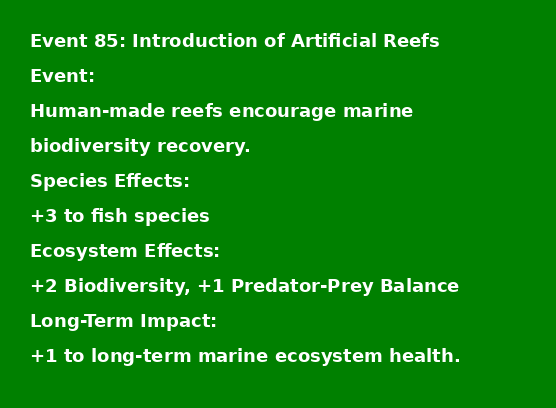 Event 85: Introduction of Artificial Reefs
Event:
Human-made reefs encourage marine
biodiversity recovery.
Species Effects:
+3 to fish species
Ecosystem Effects:
+2 Biodiversity, +1 Predator-Prey Balance
Long-Term Impact:
+1 to long-term marine ecosystem health.